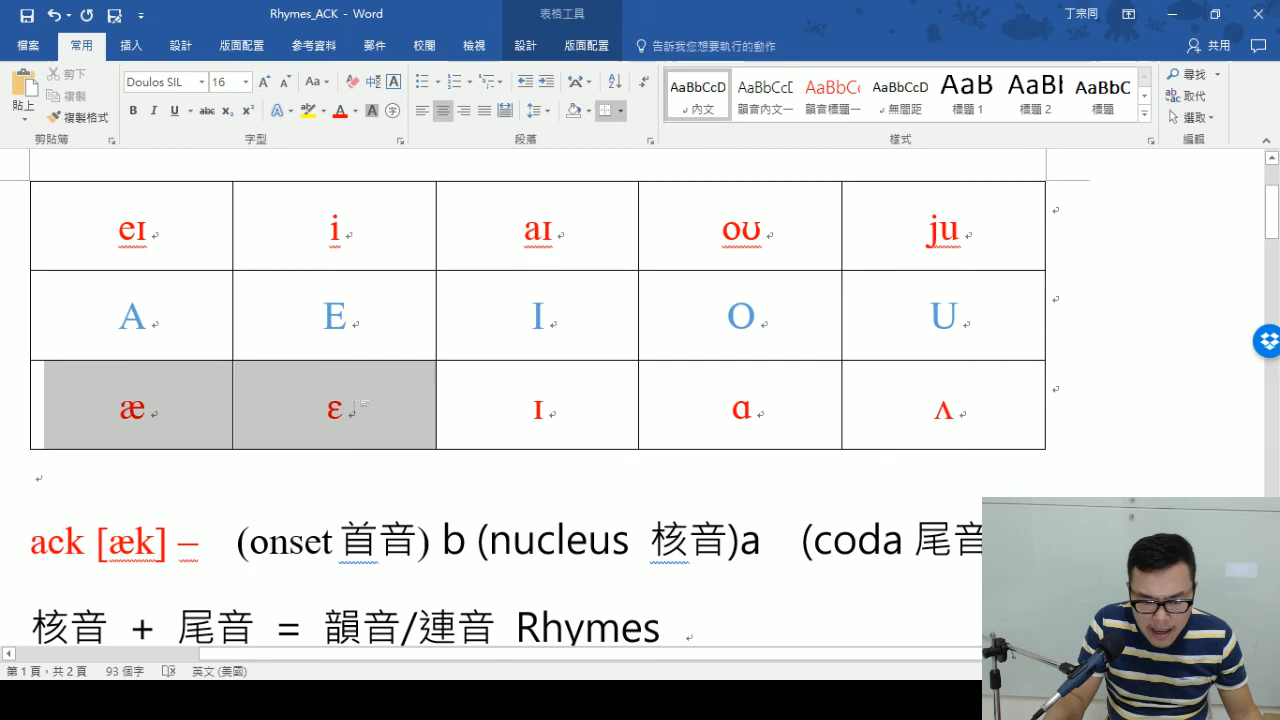 Rhymes_ACK - Word
表格工具
丁宗同
檔案 常用 插入 設計 版面配置 參考資料 郵件 校閱 檢視 設計 版面配置 告訴我您想要執行的動作 共用
貼上 剪下 複製 複製格式
剪貼簿
Doulos SIL 16
字型
段落
AaBbCcD AaBbCcD AaBbC AaBbCcD AaB AaBl AaBbC
內文 韻音內文一 韻音標題一 無間距 標題 1 標題 2 標題
樣式
尋找
取代
選取
編輯
eɪ i aɪ oʊ ju
A E I O U
æ ɛ ɪ ɑ ʌ
ack [æk] – (onset 首音) b (nucleus 核音)a (coda 尾音
核音 + 尾音 = 韻音/連音 Rhymes
第 1 頁，共 2 頁 93 個字 英文 (美國)